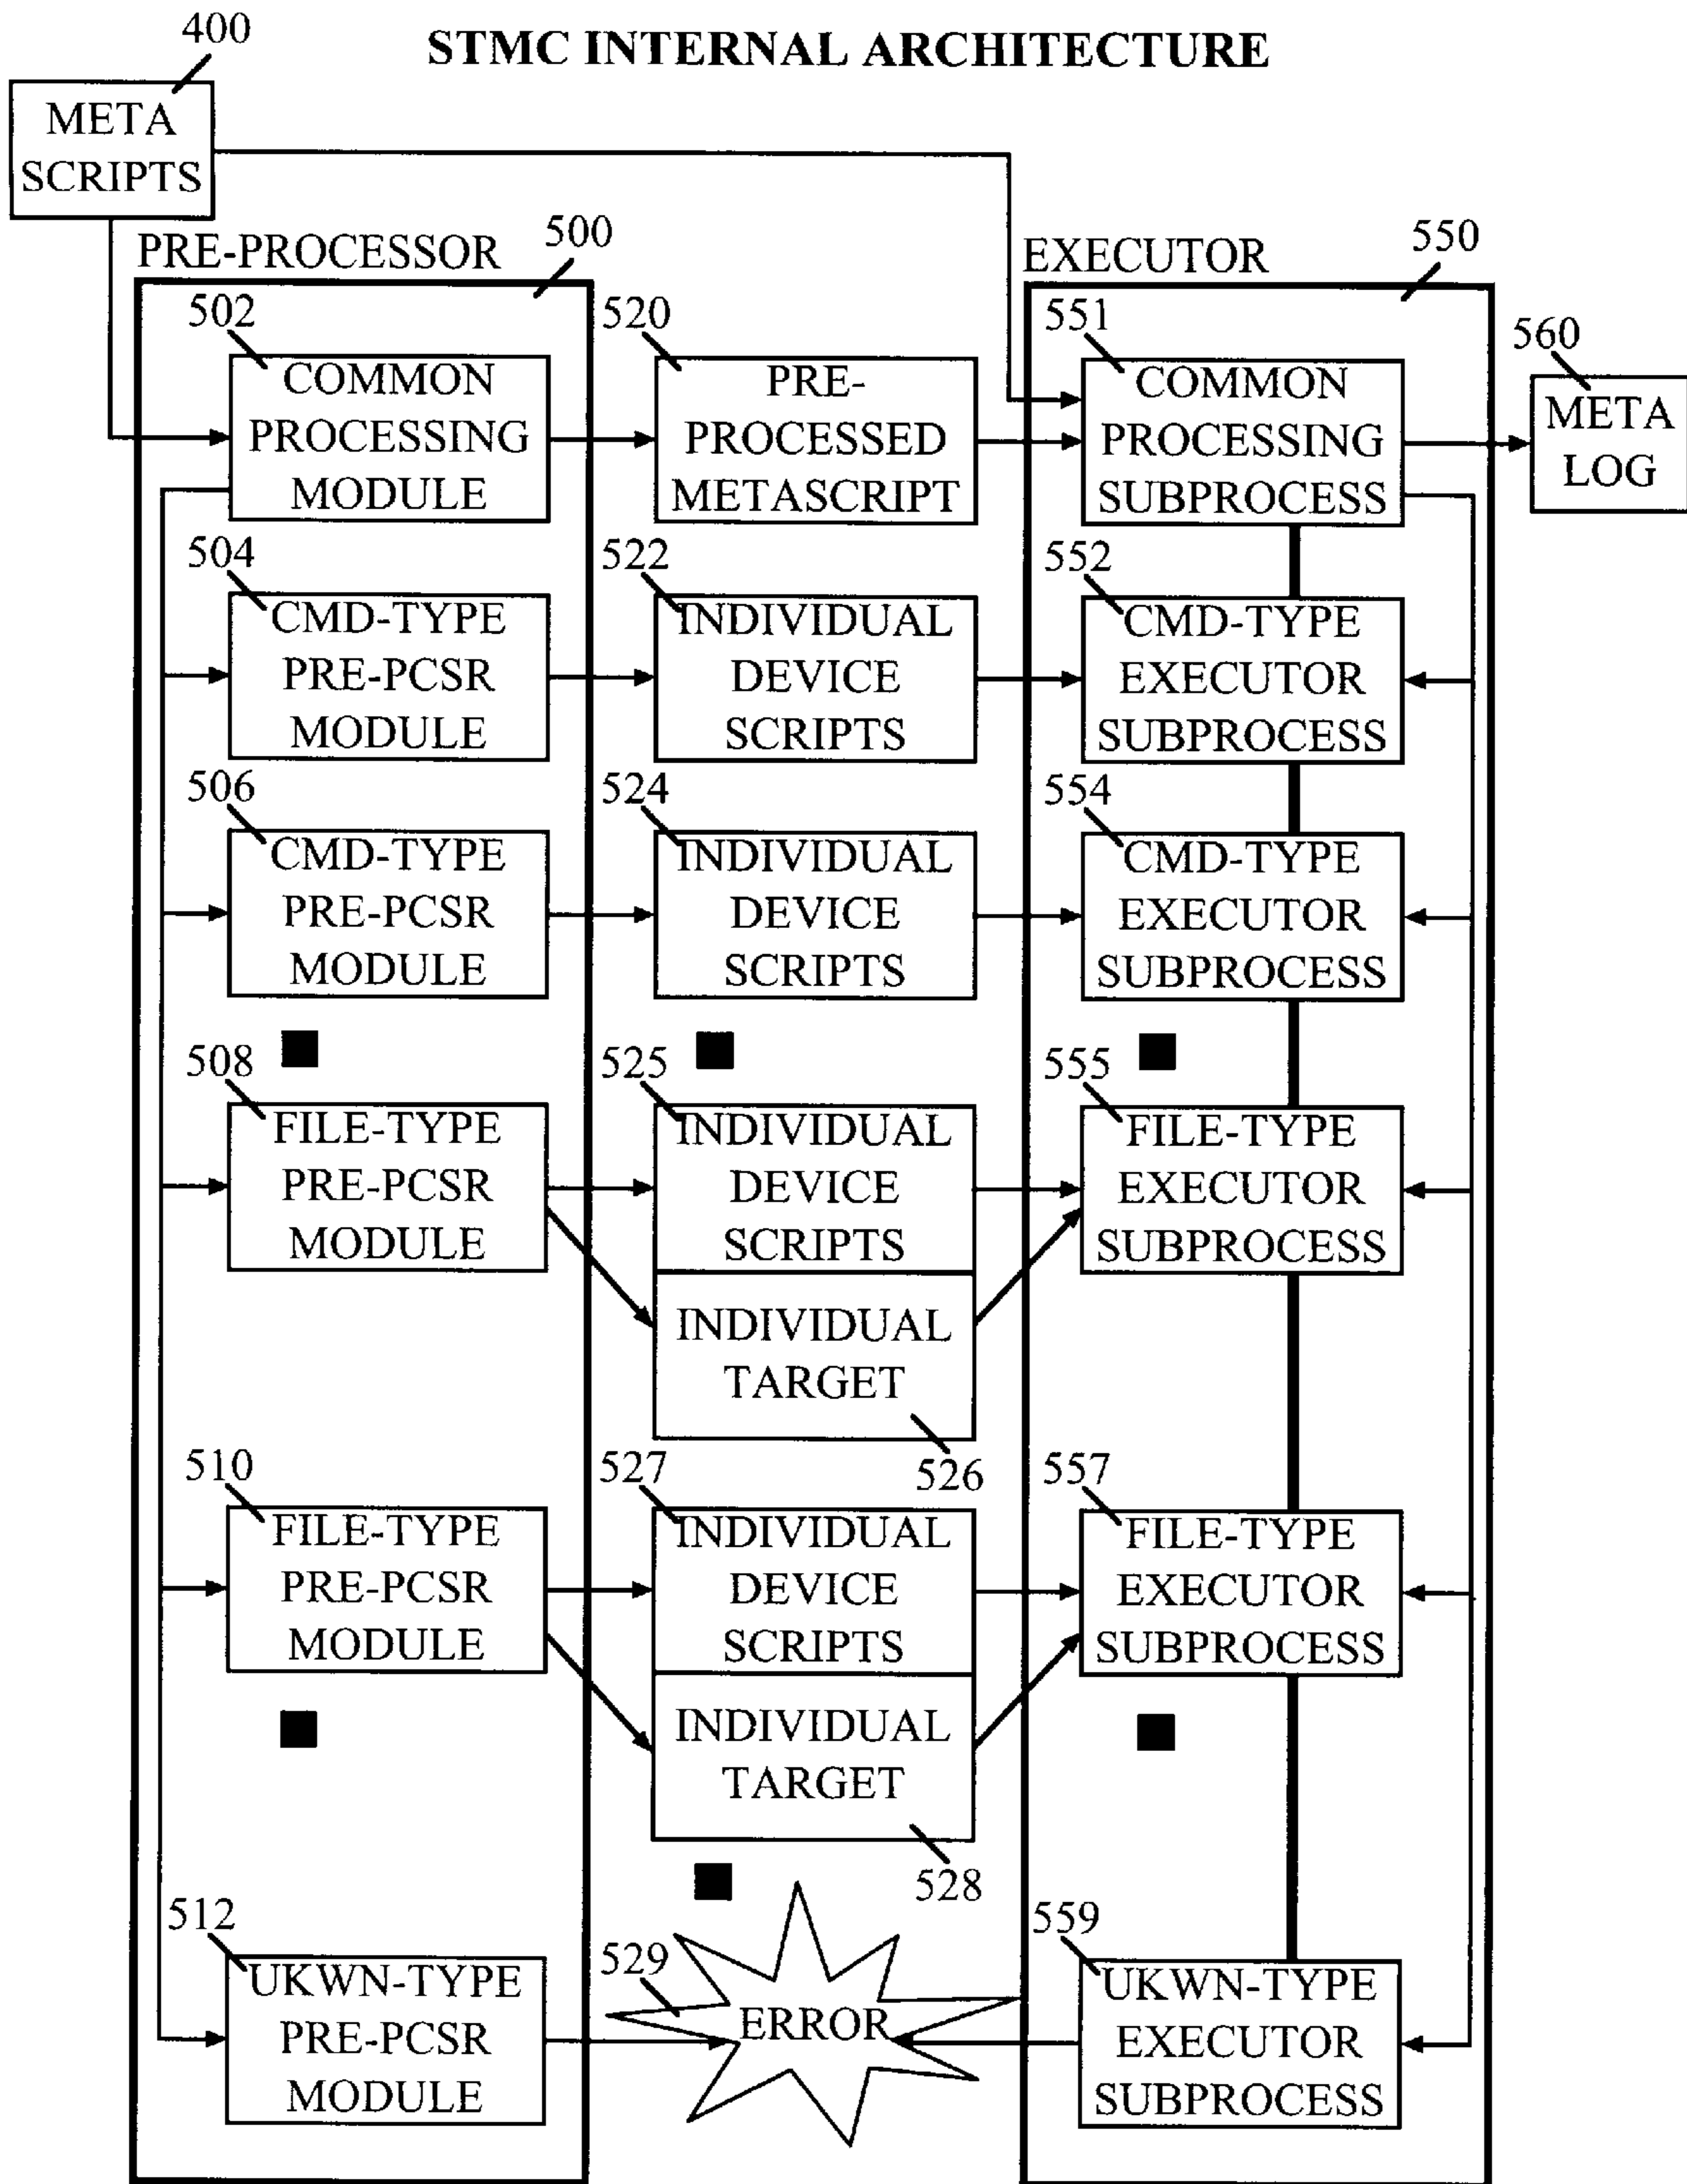 STMC INTERNAL ARCHITECTURE
400
META
SCRIPTS
PRE-PROCESSOR
500
EXECUTOR
550
502
COMMON
PROCESSING
MODULE
520
PRE-
PROCESSED
METASCRIPT
551
COMMON
PROCESSING
SUBPROCESS
560
META
LOG
504
CMD-TYPE
PRE-PCSR
MODULE
522
INDIVIDUAL
DEVICE
SCRIPTS
552
CMD-TYPE
EXECUTOR
SUBPROCESS
506
CMD-TYPE
PRE-PCSR
MODULE
524
INDIVIDUAL
DEVICE
SCRIPTS
554
CMD-TYPE
EXECUTOR
SUBPROCESS
508
FILE-TYPE
PRE-PCSR
MODULE
525
INDIVIDUAL
DEVICE
SCRIPTS
INDIVIDUAL
TARGET
526
555
FILE-TYPE
EXECUTOR
SUBPROCESS
510
FILE-TYPE
PRE-PCSR
MODULE
527
INDIVIDUAL
DEVICE
SCRIPTS
INDIVIDUAL
TARGET
528
557
FILE-TYPE
EXECUTOR
SUBPROCESS
512
UKWN-TYPE
PRE-PCSR
MODULE
529
ERROR
559
UKWN-TYPE
EXECUTOR
SUBPROCESS